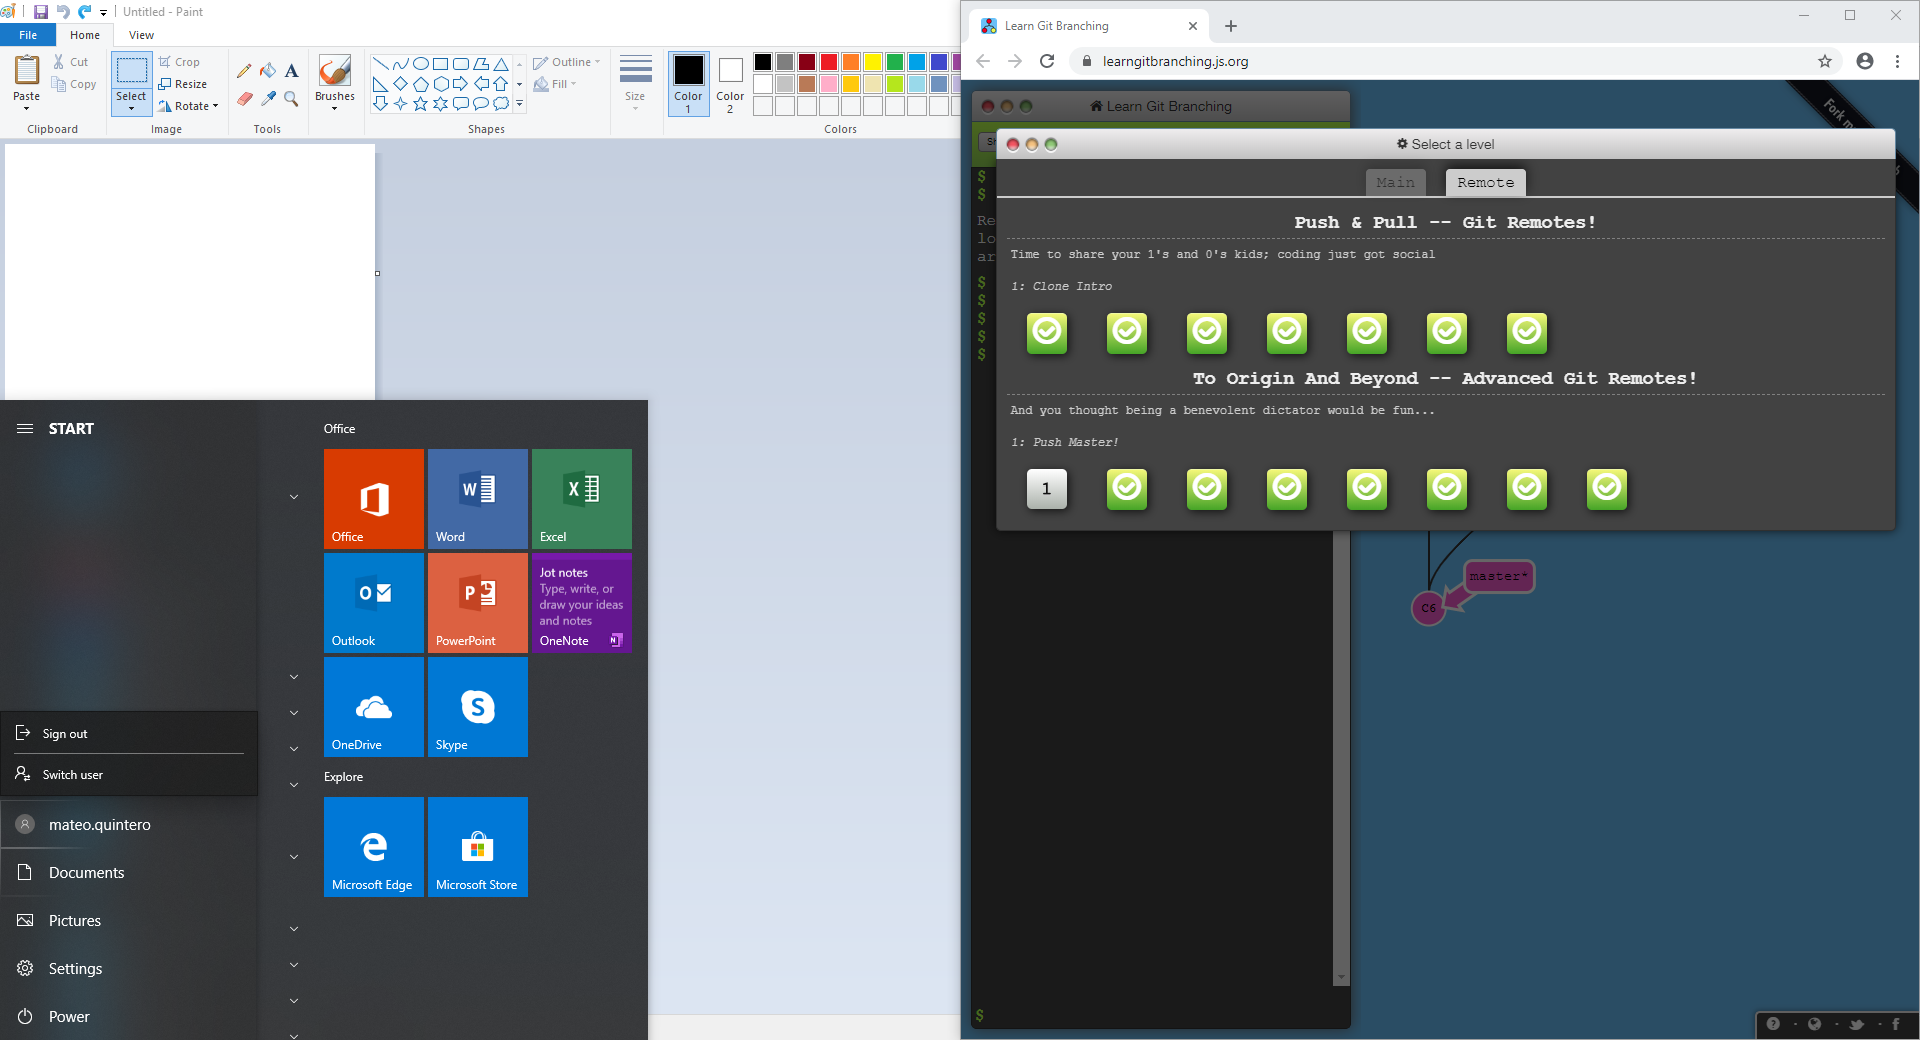 Untitled - Paint
File
Home
View
Paste
Cut
Copy
Clipboard
Select
Crop
Resize
Rotate
Image
A
Tools
Brushes
Outline
Fill
Shapes
Size
Color
1
Color
2
Colors
START
Sign out
Switch user
mateo.quintero
Documents
Pictures
Settings
Power
Office
Office
Word
Excel
Outlook
PowerPoint
Jot notes
Type, write, or
draw your ideas
and notes
OneNote
OneDrive
Skype
Explore
Microsoft Edge
Microsoft Store
Learn Git Branching
learngitbranching.js.org
Learn Git Branching
Fork m
Select a level
Main
Remote
Push & Pull -- Git Remotes!
Time to share your 1's and 0's kids; coding just got social
1: Clone Intro
To Origin And Beyond -- Advanced Git Remotes!
And you thought being a benevolent dictator would be fun...
1: Push Master!
1
$
$
Re
lo
ar
$
$
$
$
$
master*
C6
$